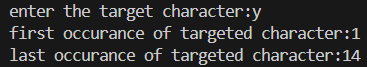 enter the target character:y
first occurance of targeted character:1
last occurance of targeted character:14